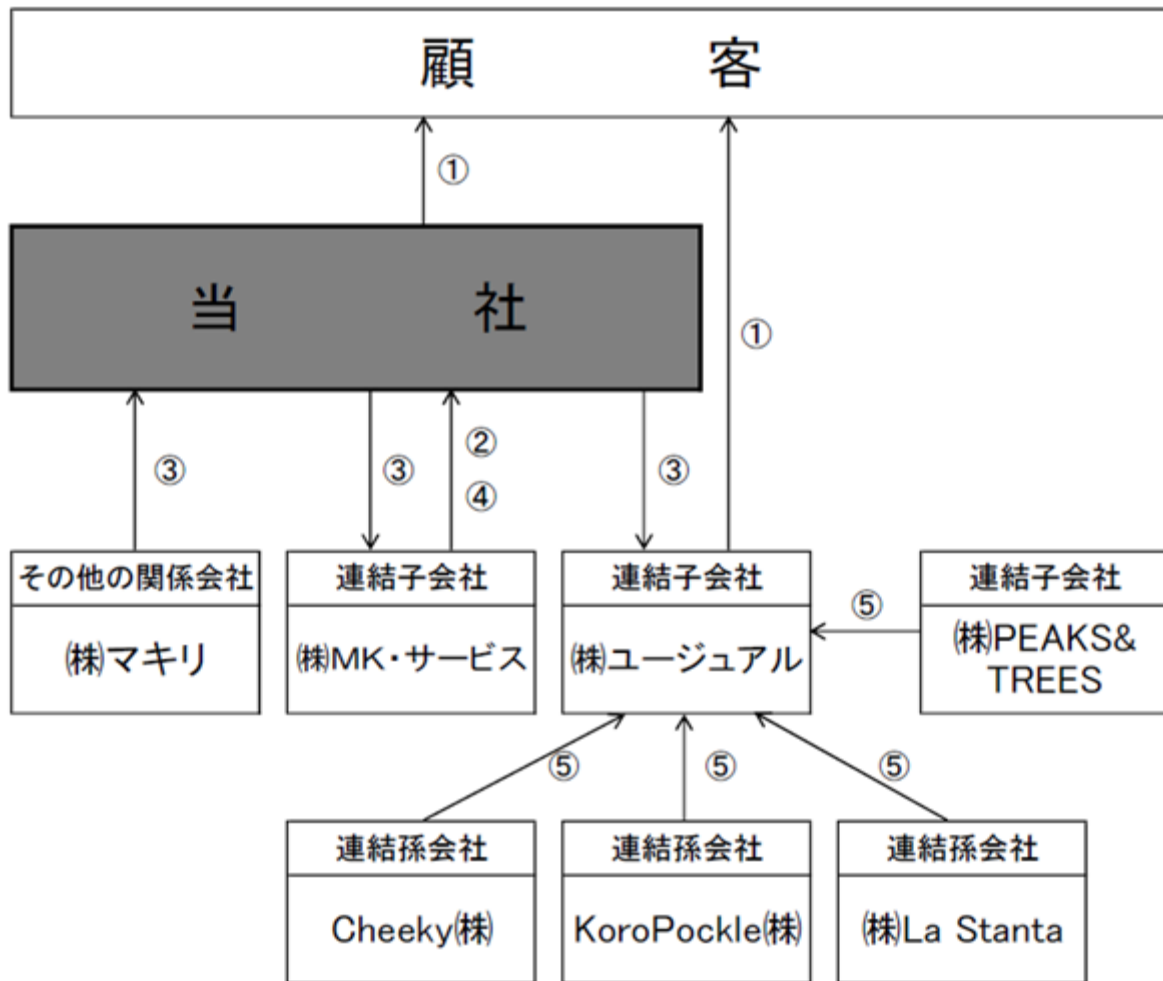 顧客
①
当社
①
③
③
②
④
③
その他の関係会社
㈱マキリ
連結子会社
㈱MK・サービス
連結子会社
㈱ユージュアル
⑤
連結子会社
㈱PEAKS&
TREES
⑤
⑤
⑤
連結孫会社
Cheeky㈱
連結孫会社
KoroPockle㈱
連結孫会社
㈱La Stanta